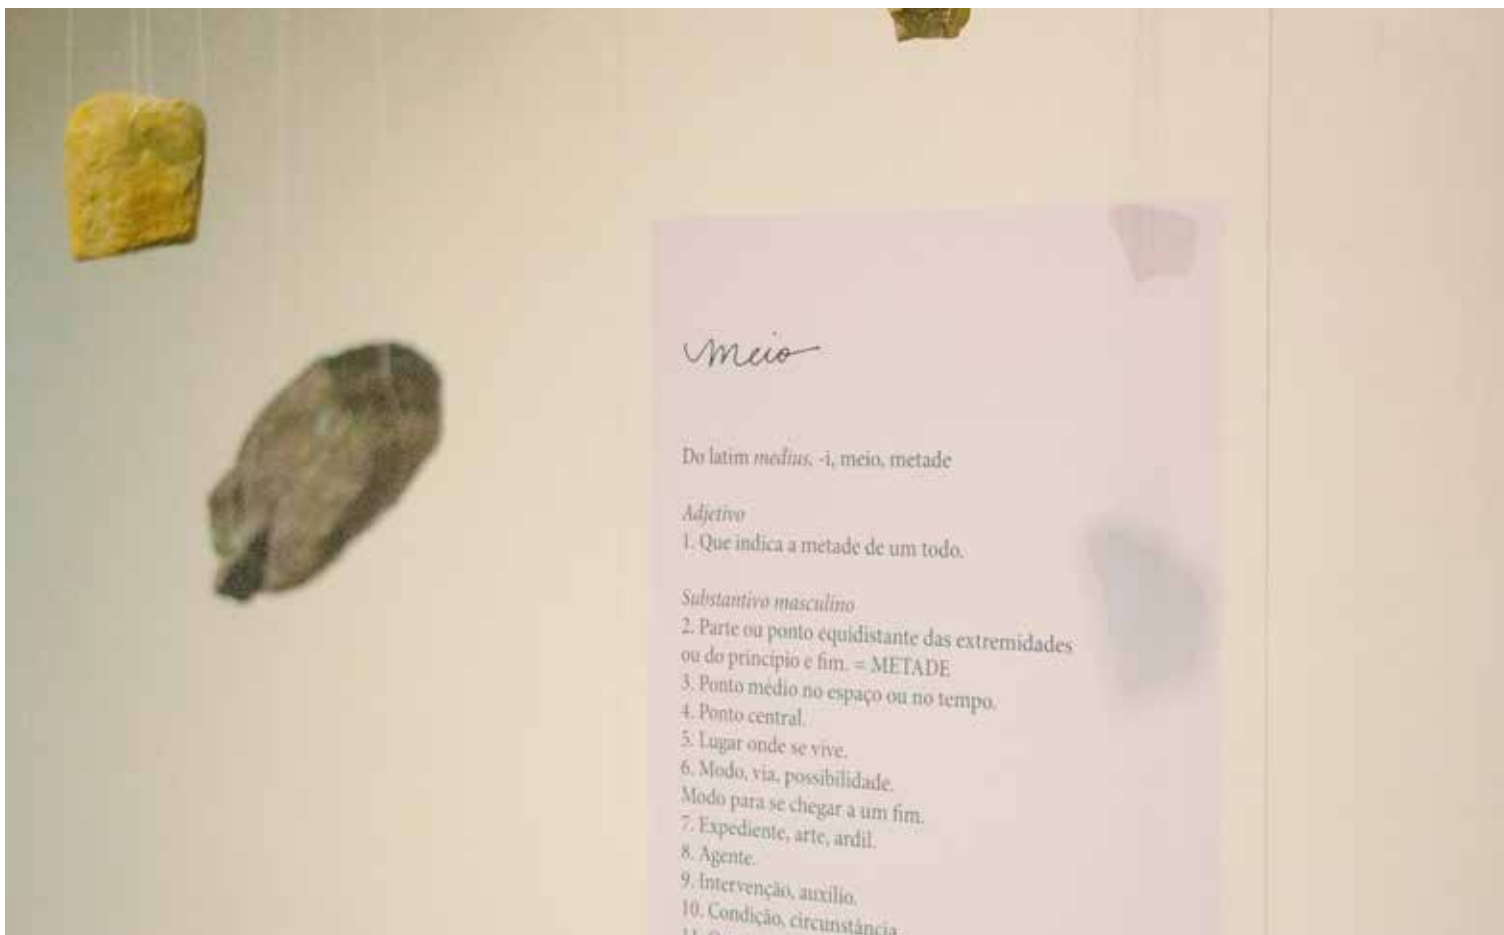 meio
Do latim medius, -i, meio, metade
Adjetivo
1. Que indica a metade de um todo.
Substantivo masculino
2. Parte ou ponto equidistante das extremidades
ou do princípio e fim. = METADE
3. Ponto médio no espaço ou no tempo.
4. Ponto central.
5. Lugar onde se vive.
6. Modo, via, possibilidade.
Modo para se chegar a um fim.
7. Expediente, arte, ardil.
8. Agente.
9. Intervenção, auxílio.
10. Condição, circunstância